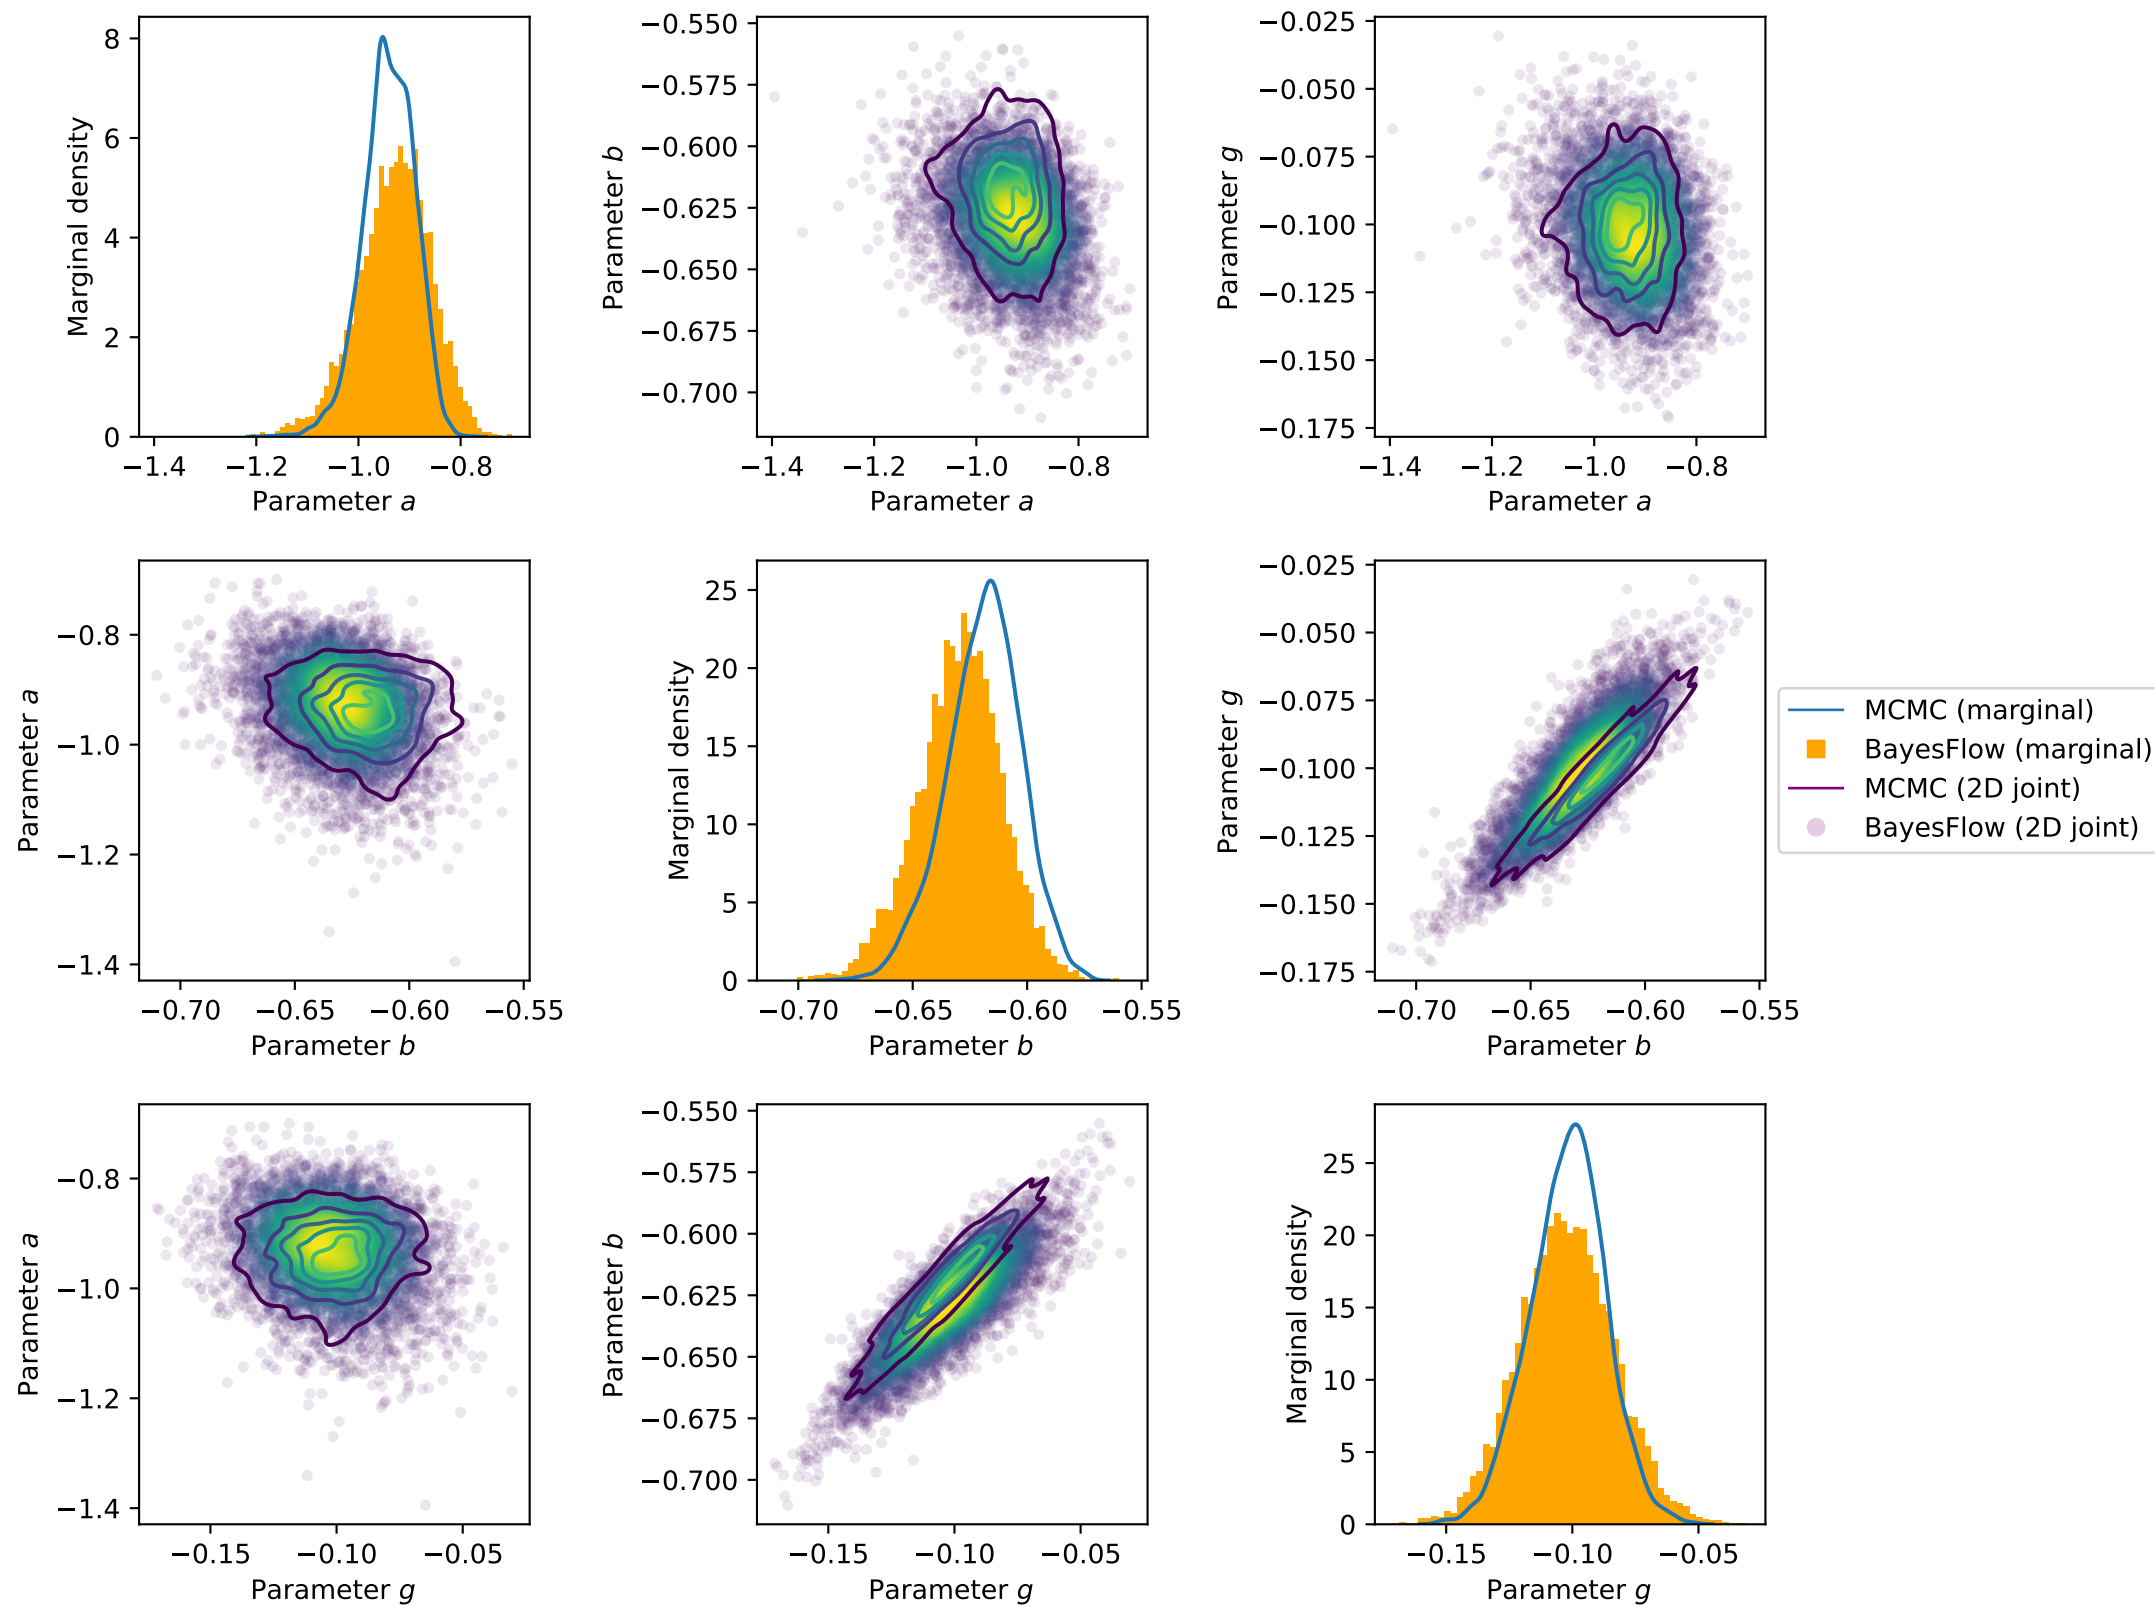 Marginal density
8
6
4
2
0
−1.4 −1.2 −1.0 −0.8
Parameter a
Parameter b
−0.550
−0.575
−0.600
−0.625
−0.650
−0.675
−0.700
−1.4 −1.2 −1.0 −0.8
Parameter a
Parameter g
−0.025
−0.050
−0.075
−0.100
−0.125
−0.150
−0.175
−1.4 −1.2 −1.0 −0.8
Parameter a
Parameter a
−0.8
−1.0
−1.2
−1.4
−0.70 −0.65 −0.60 −0.55
Parameter b
Marginal density
25
20
15
10
5
0
−0.70 −0.65 −0.60 −0.55
Parameter b
Parameter g
−0.025
−0.050
−0.075
−0.100
−0.125
−0.150
−0.175
−0.70 −0.65 −0.60 −0.55
Parameter b
MCMC (marginal)
BayesFlow (marginal)
MCMC (2D joint)
BayesFlow (2D joint)
Parameter a
−0.8
−1.0
−1.2
−1.4
−0.15 −0.10 −0.05
Parameter g
Parameter b
−0.550
−0.575
−0.600
−0.625
−0.650
−0.675
−0.700
−0.15 −0.10 −0.05
Parameter g
Marginal density
25
20
15
10
5
0
−0.15 −0.10 −0.05
Parameter g